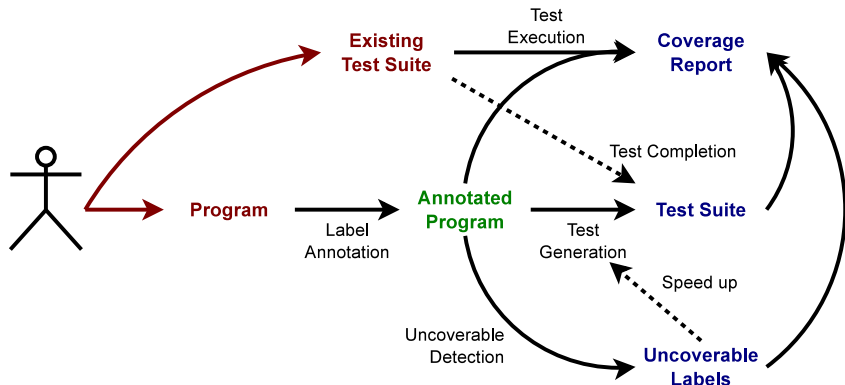 Test
Execution
Existing
Test Suite
Coverage
Report
Test Completion
Program
Label
Annotation
Annotated
Program
Test
Generation
Test Suite
Speed up
Uncoverable
Detection
Uncoverable
Labels